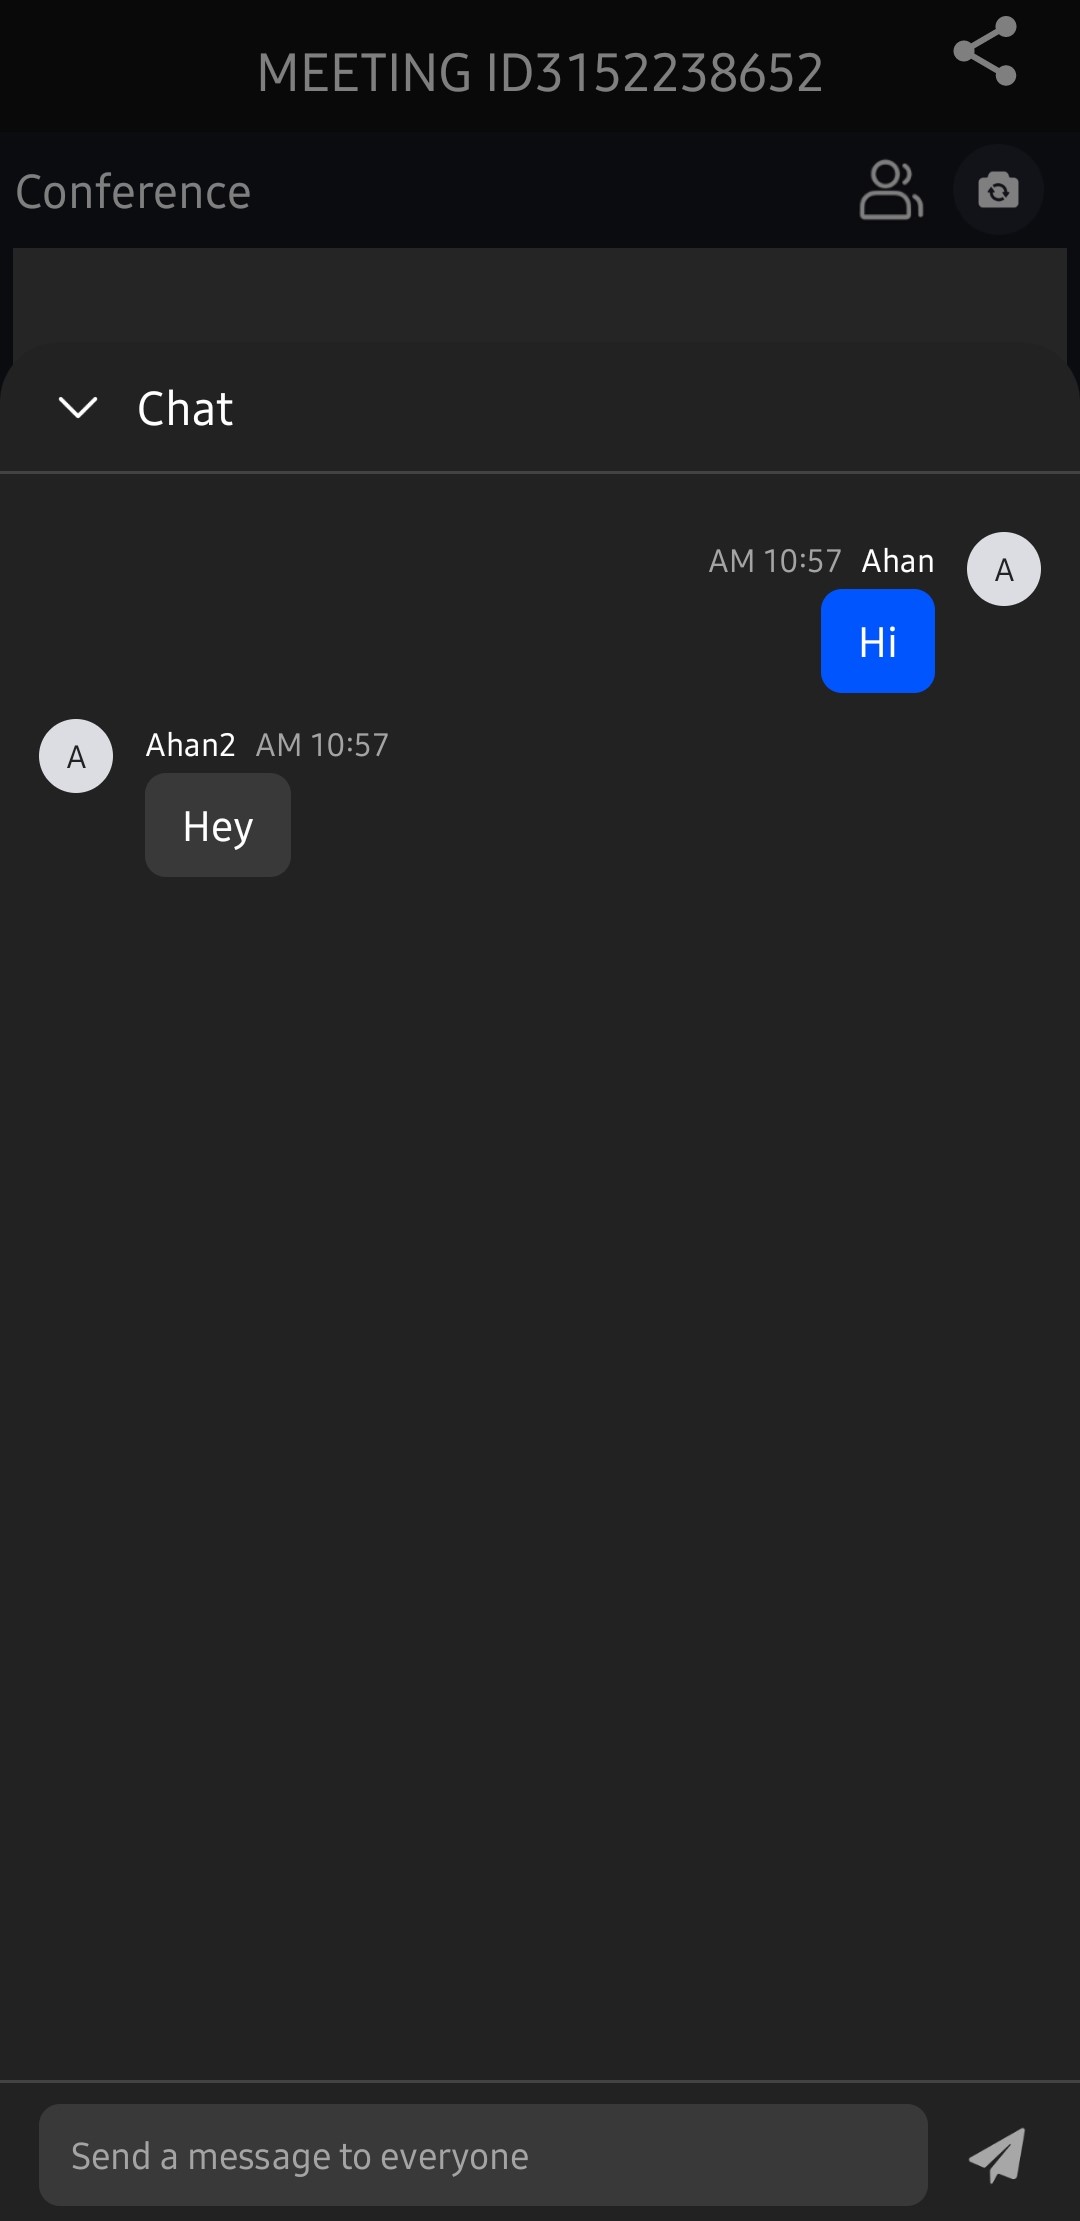 MEETING ID3152238652
Conference
Chat
AM 10:57 Ahan
A
Hi
A
Ahan2 AM 10:57
Hey
Send a message to everyone